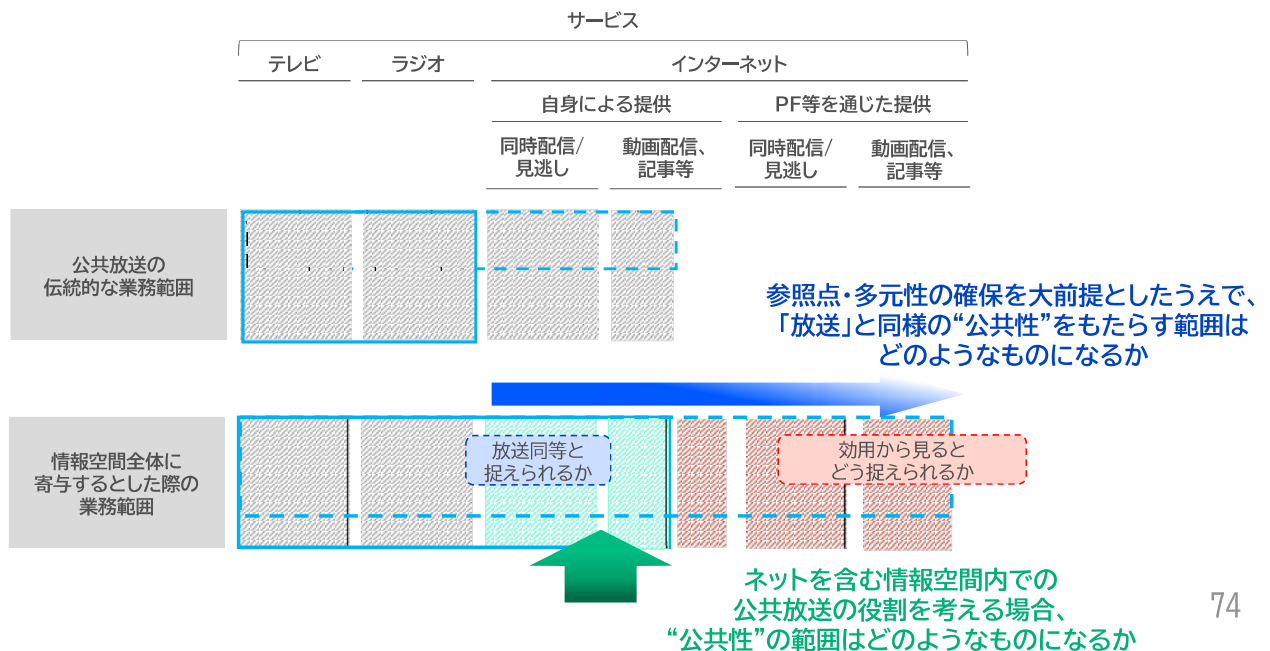 サービス
テレビ
ラジオ
インターネット
自身による提供
PF等を通じた提供
同時配信/
見逃し
動画配信、
記事等
同時配信/
見逃し
動画配信、
記事等
公共放送の
伝統的な業務範囲
参照点・多元性の確保を大前提としたうえで、
「放送」と同様の“公共性”をもたらす範囲は
どのようなものになるか
情報空間全体に
寄与するとした際の
業務範囲
放送同等と
捉えられるか
効用から見ると
どう捉えられるか
ネットを含む情報空間内での
公共放送の役割を考える場合、
“公共性”の範囲はどのようなものになるか
74